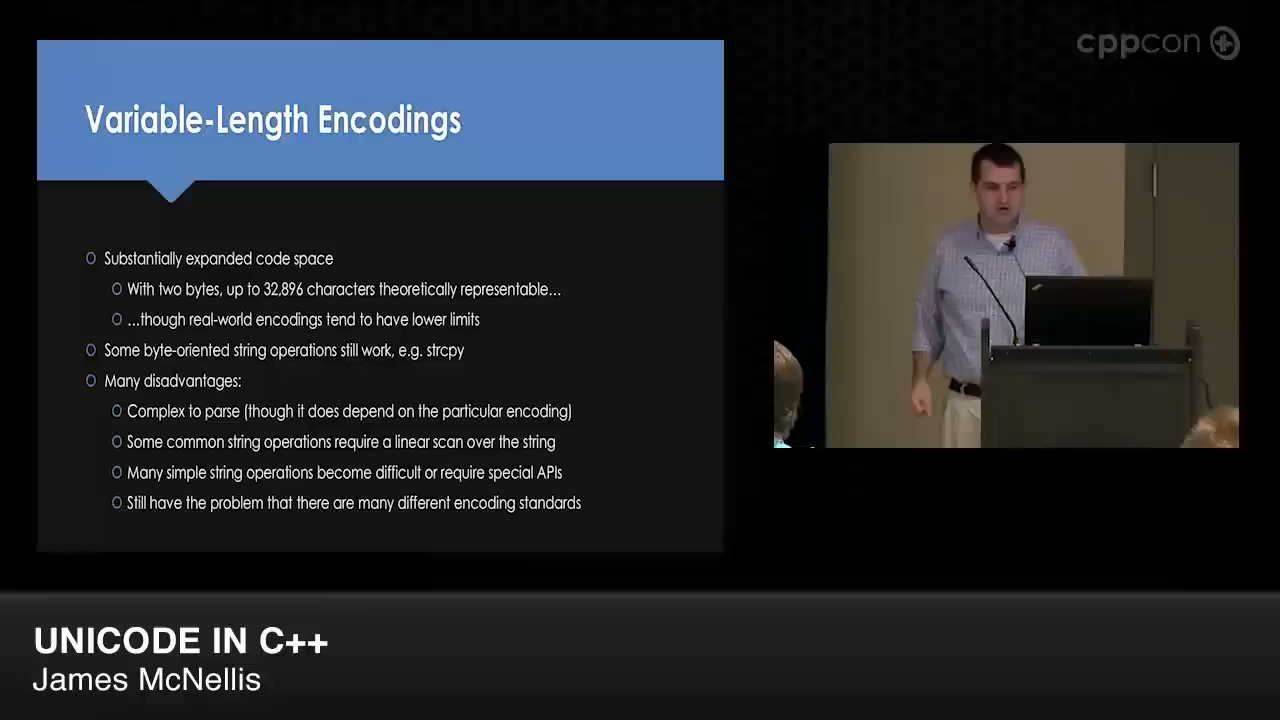 cppcon
Variable-Length Encodings
Substantially expanded code space
With two bytes, up to 32,896 characters theoretically representable...
...though real-world encodings tend to have lower limits
Some byte-oriented string operations still work, e.g. strcpy
Many disadvantages:
Complex to parse (though it does depend on the particular encoding)
Some common string operations require a linear scan over the string
Many simple string operations become difficult or require special APIs
Still have the problem that there are many different encoding standards
UNICODE IN C++
James McNellis